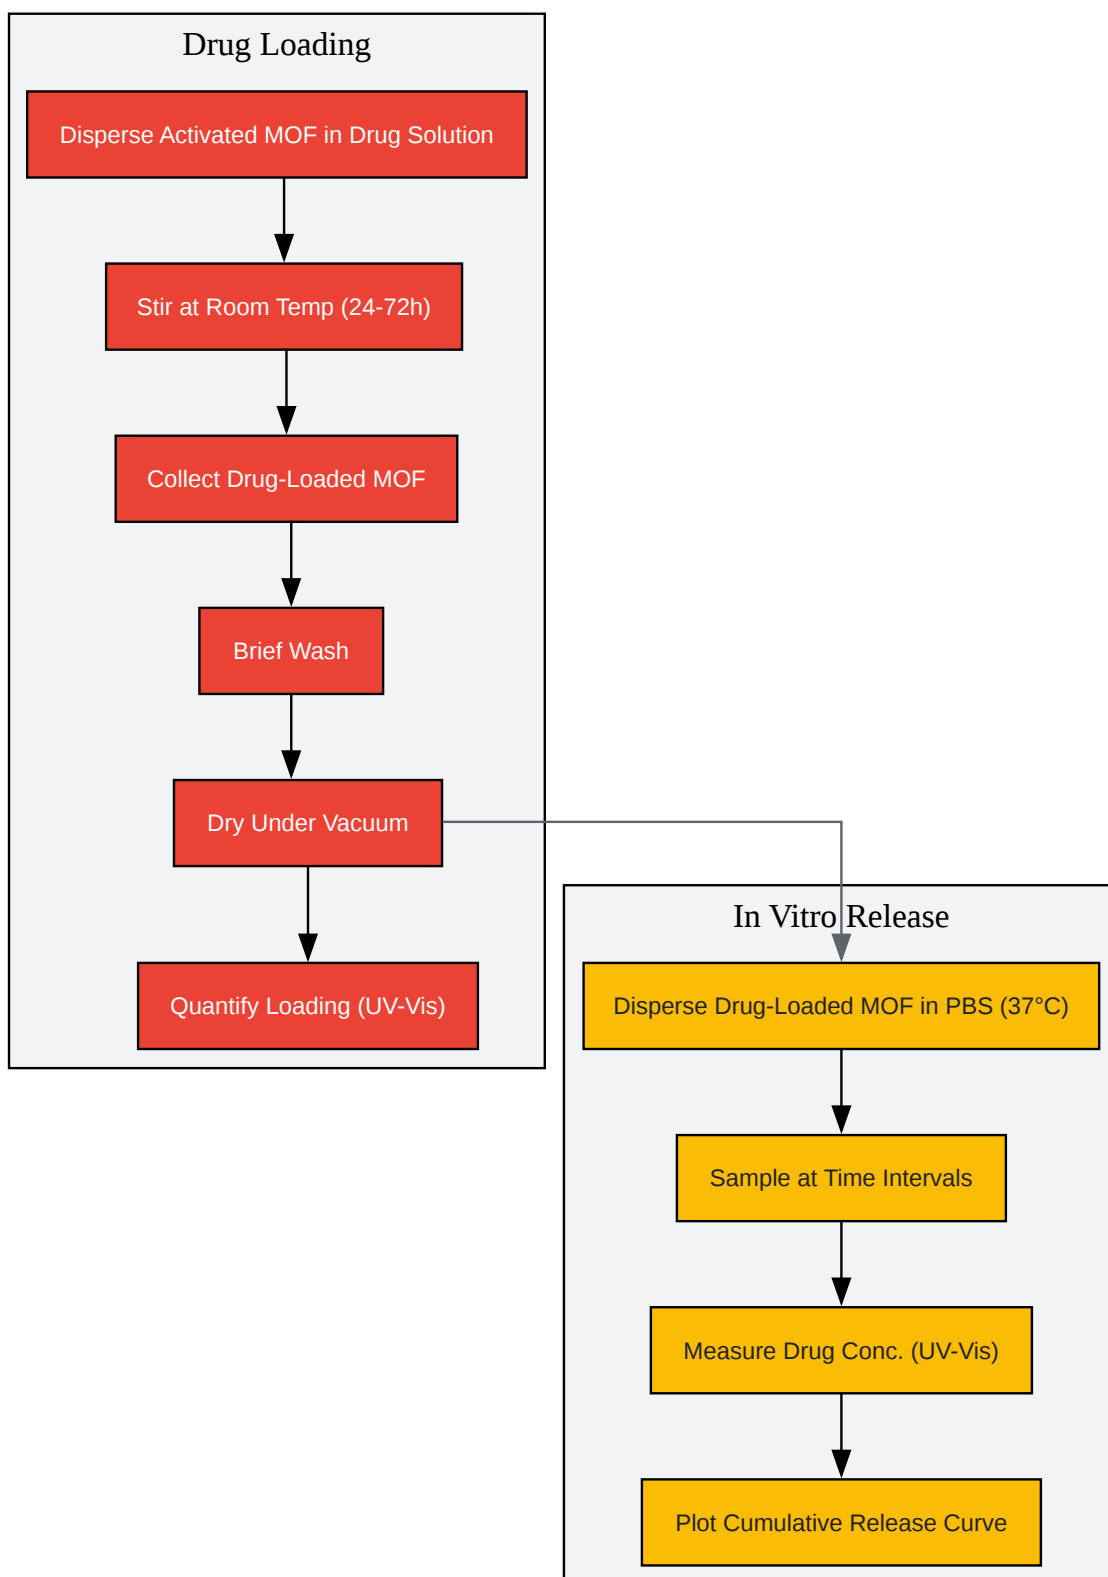 Drug Loading
Disperse Activated MOF in Drug Solution
Stir at Room Temp (24-72h)
Collect Drug-Loaded MOF
Brief Wash
Dry Under Vacuum
Quantify Loading (UV-Vis)
In Vitro Release
Disperse Drug-Loaded MOF in PBS (37°C)
Sample at Time Intervals
Measure Drug Conc. (UV-Vis)
Plot Cumulative Release Curve